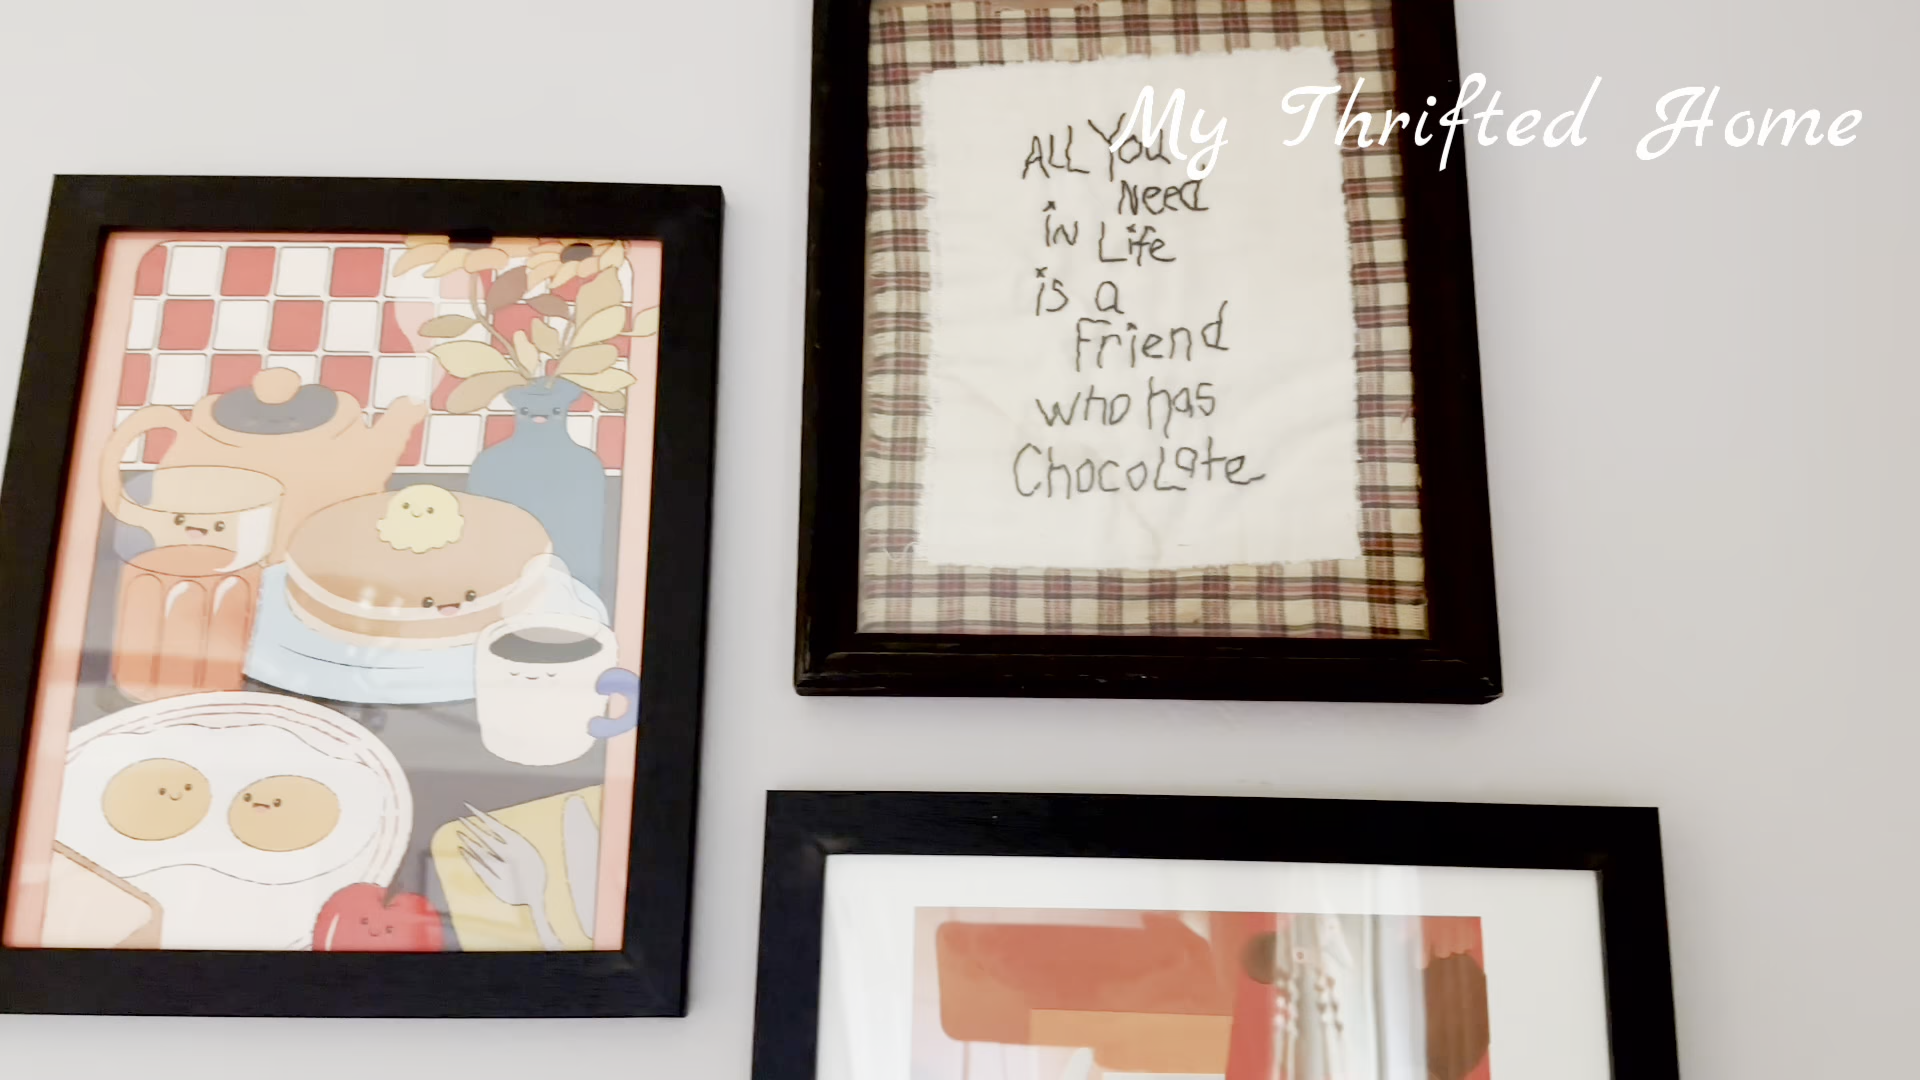 My Thrifted Home
ALL You
Need
in Life
is a
Friend
who has
ChocoLate